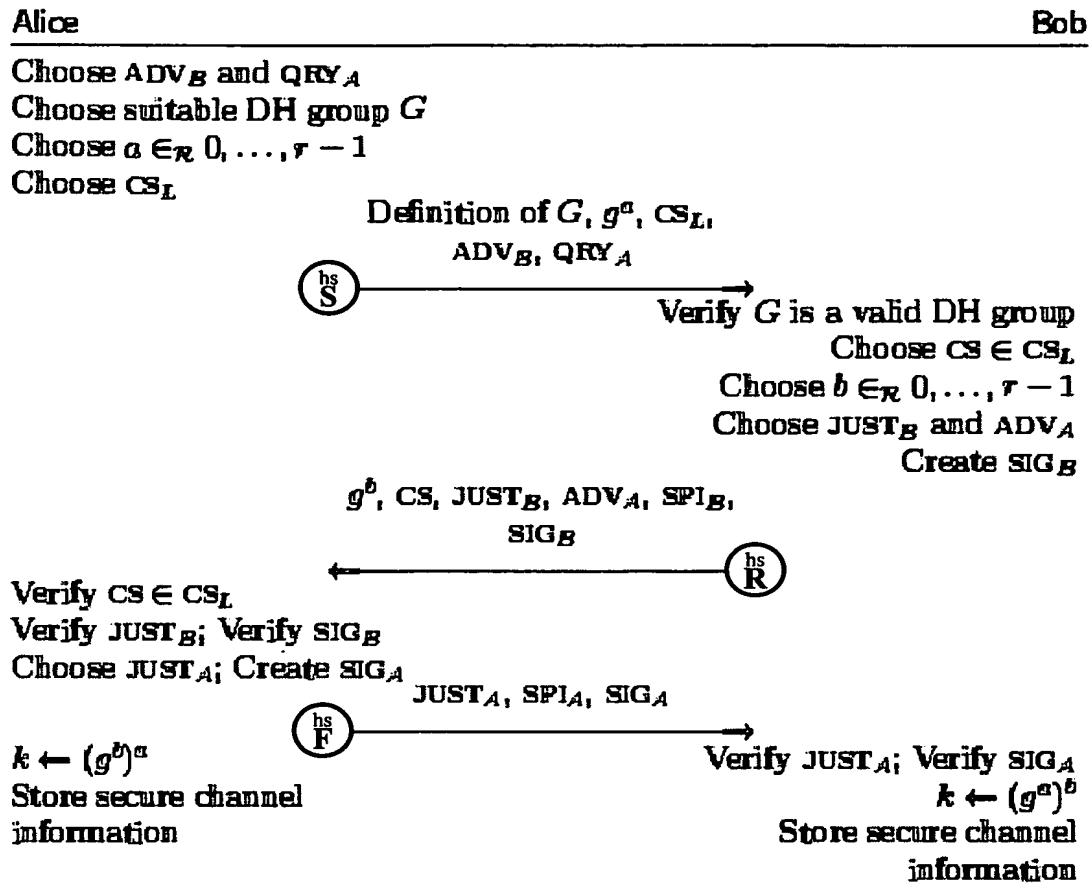 Alice Bob
Choose ADV_B and QRY_A
Choose suitable DH group G
Choose a ∈_R 0, . . . , r − 1
Choose CS_L
Definition of G, g^a, CS_L,
ADV_B, QRY_A
hs
S
Verify G is a valid DH group
Choose CS ∈ CS_L
Choose b ∈_R 0, . . . , r − 1
Choose JUST_B and ADV_A
Create SIG_B
g^b, CS, JUST_B, ADV_A, SPI_B,
SIG_B
hs
R
Verify CS ∈ CS_L
Verify JUST_B; Verify SIG_B
Choose JUST_A; Create SIG_A
JUST_A, SPI_A, SIG_A
hs
F
k ← (g^b)^a
Store secure channel
information
Verify JUST_A; Verify SIG_A
k ← (g^a)^b
Store secure channel
information